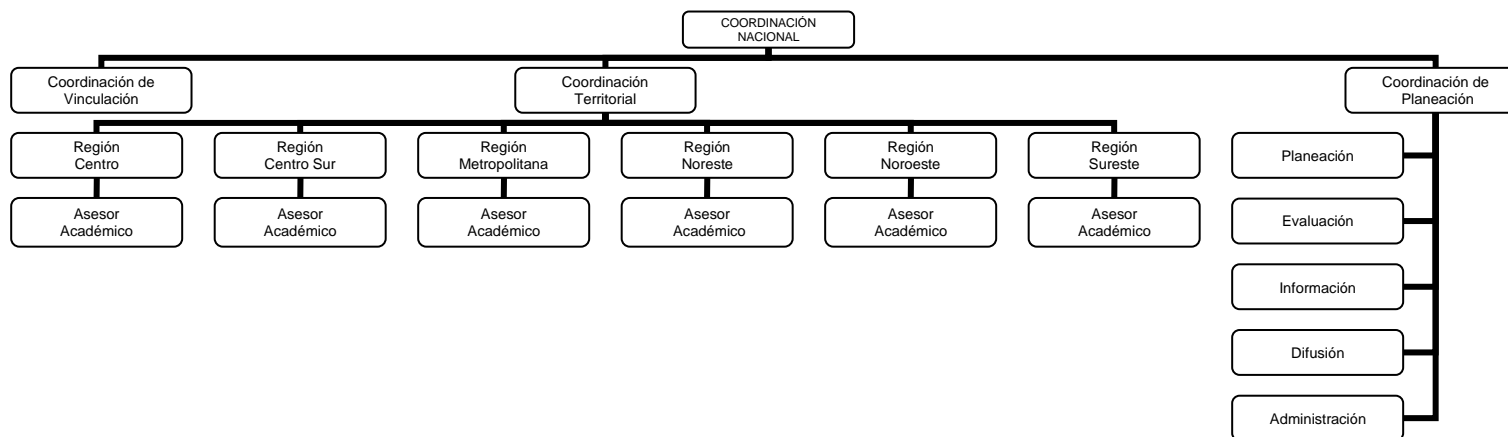 COORDINACIÓN
NACIONAL
Coordinación de
Vinculación
Coordinación
Territorial
Coordinación de
Planeación
Región
Centro
Región
Centro Sur
Región
Metropolitana
Región
Noreste
Región
Noroeste
Región
Sureste
Asesor
Académico
Asesor
Académico
Asesor
Académico
Asesor
Académico
Asesor
Académico
Asesor
Académico
Planeación
Evaluación
Información
Difusión
Administración